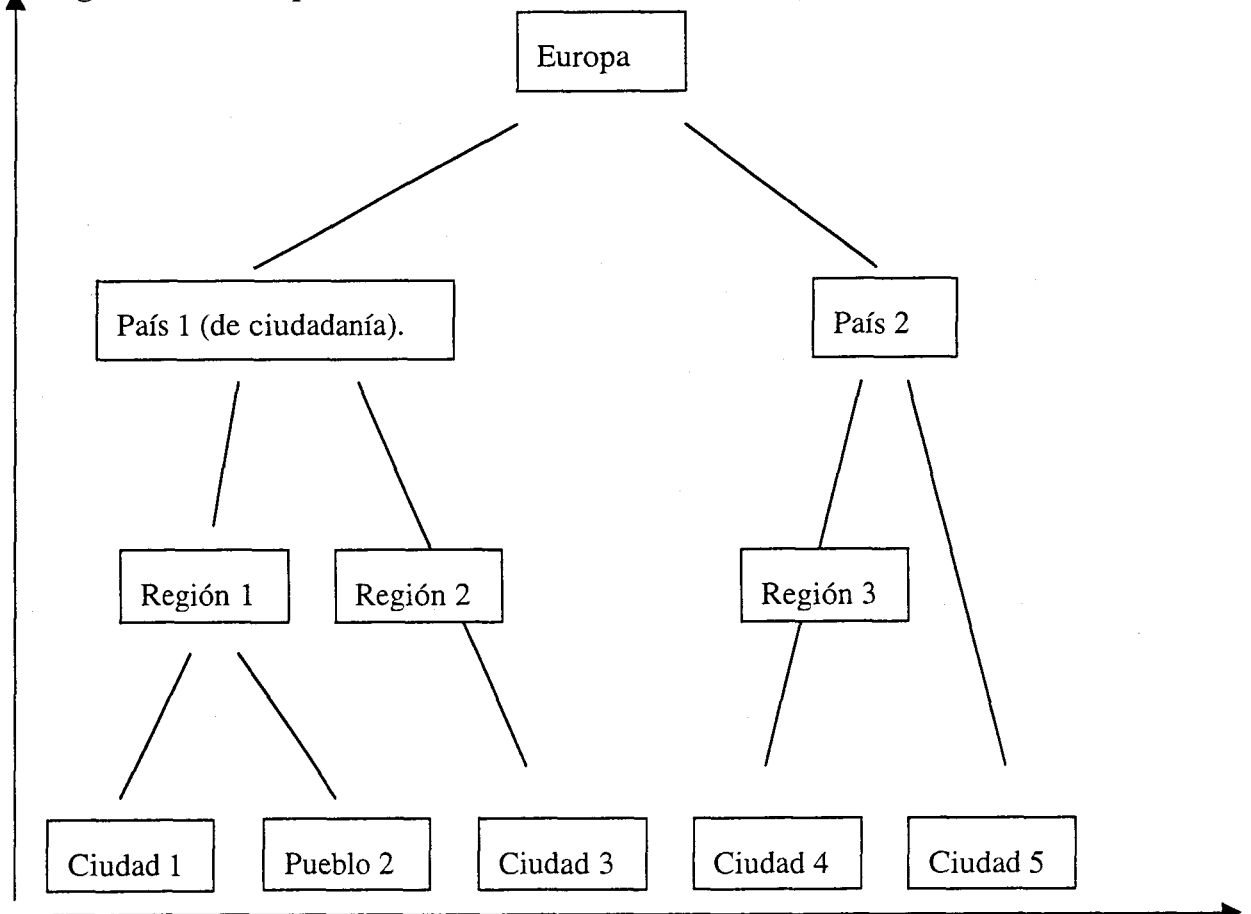 Europa
País 1 (de ciudadanía).
País 2
Región 1
Región 2
Región 3
Ciudad 1
Pueblo 2
Ciudad 3
Ciudad 4
Ciudad 5